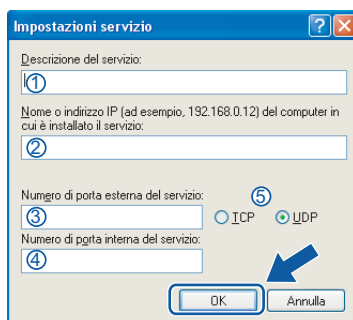 Impostazioni servizio
Descrizione del servizio:
①
Nome o indirizzo IP (ad esempio, 192.168.0.12) del computer in
cui è installato il servizio:
②
Numero di porta esterna del servizio:
⑤
③
TCP
UDP
Numero di porta interna del servizio:
④
OK
Annulla